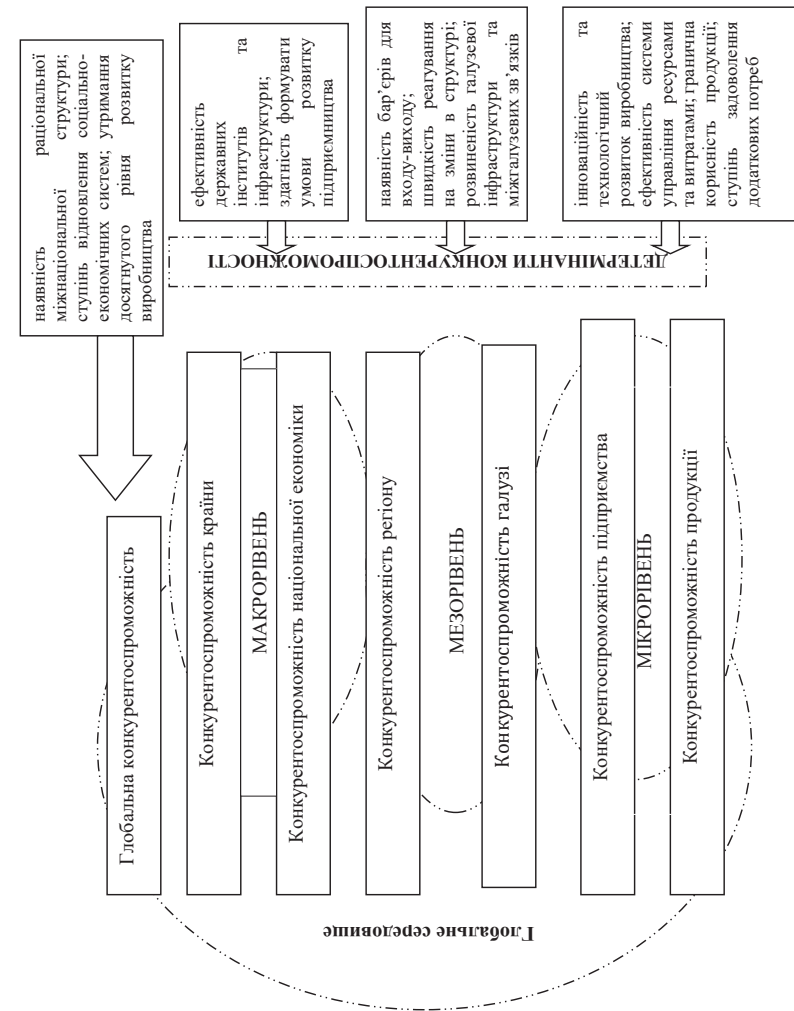 Глобальне середовище
Глобальна конкурентоспроможність
Конкурентоспроможність країни
МАКРОРІВЕНЬ
Конкурентоспроможність національної економіки
Конкурентоспроможність регіону
МЕЗОРІВЕНЬ
Конкурентоспроможність галузі
Конкурентоспроможність підприємства
МІКРОРІВЕНЬ
Конкурентоспроможність продукції
ДЕТЕРМІНАНТИ КОНКУРЕНТОСПРОМОЖНОСТІ
наявність раціональної
міжнаціональної структури;
ступінь відновлення соціально-
економічних систем; утримання
досягнутого рівня розвитку
виробництва
ефективність
державних
інститутів та
інфраструктури;
здатність формувати
умови розвитку
підприємництва
наявність бар’єрів для
входу-виходу;
швидкість реагування
на зміни в структурі;
розвиненість галузевої
інфраструктури та
міжгалузевих зв’язків
інноваційність та
технологічний
розвиток виробництва;
ефективність системи
управління ресурсами
та витратами; гранична
корисність продукції;
ступінь задоволення
додаткових потреб